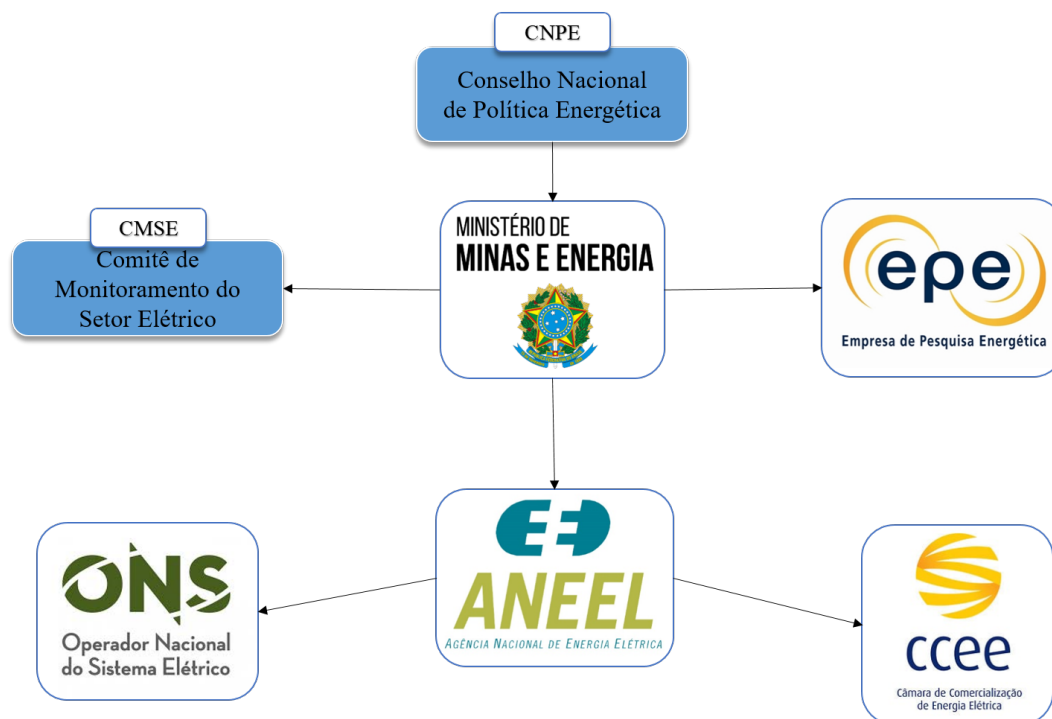 CNPE
Conselho Nacional
de Política Energética
CMSE
Comitê de
Monitoramento do
Setor Elétrico
MINISTÉRIO DE
MINAS E ENERGIA
epe
Empresa de Pesquisa Energética
ONS
Operador Nacional
do Sistema Elétrico
ANEEL
AGÊNCIA NACIONAL DE ENERGIA ELÉTRICA
ccee
Câmara de Comercialização
de Energia Elétrica